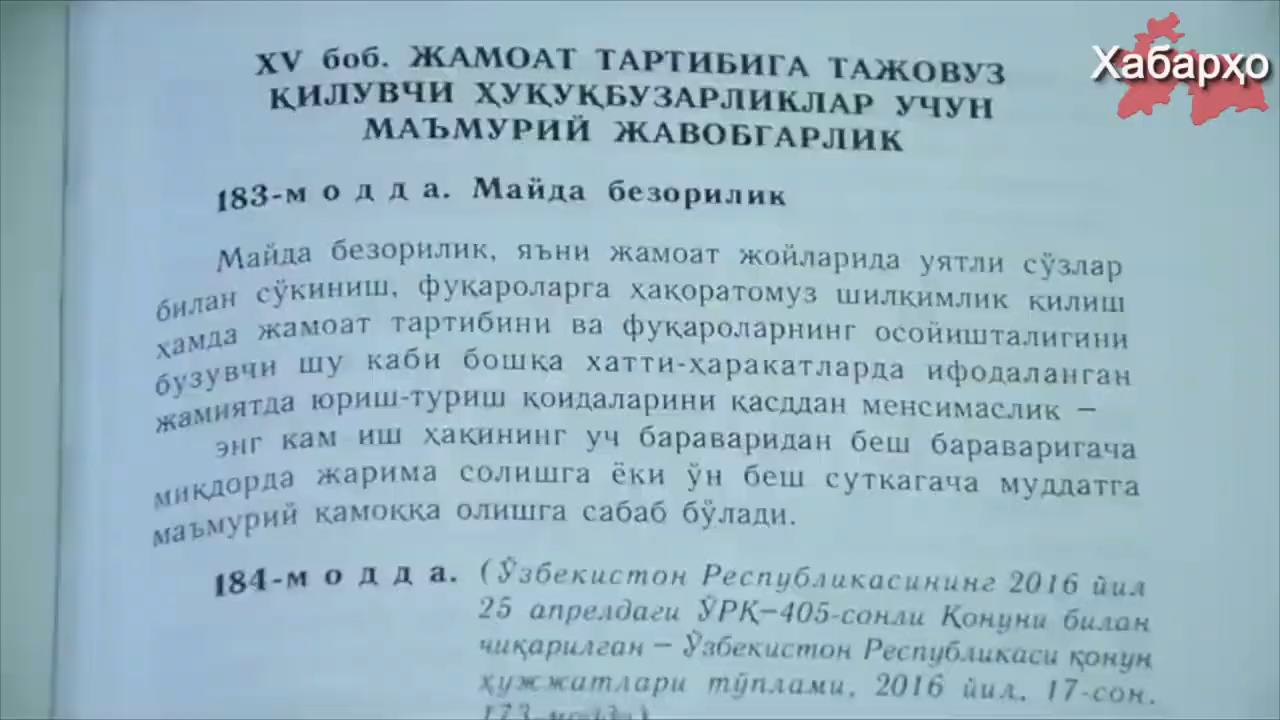 Хабарҳо
XV боб. ЖАМОАТ ТАРТИБИГА ТАЖОВУЗ
ҚИЛУВЧИ ҲУҚУҚБУЗАРЛИКЛАР УЧУН
МАЪМУРИЙ ЖАВОБГАРЛИК
183-м о д д а. Майда безорилик
Майда безорилик, яъни жамоат жойларида уятли сўзлар
билан сўкиниш, фуқароларга ҳақоратомуз шилқимлик қилиш
ҳамда жамоат тартибини ва фуқароларнинг осойишталигини
бузувчи шу каби бошқа хатти-ҳаракатларда ифодаланган
жамиятда юриш-туриш қоидаларини қасддан менсимаслик –
энг кам иш ҳақининг уч бараваридан беш бараваригача
миқдорда жарима солишга ёки ўн беш суткагача муддатга
маъмурий қамоққа олишга сабаб бўлади.
184-м о д д а. (Ўзбекистон Республикасининг 2016 йил
25 апрелдаги ЎРҚ–405-сонли Қонуни билан
чиқарилган – Ўзбекистон Республикаси қонун
ҳужжатлари тўплами, 2016 йил, 17-сон,
173-модда)